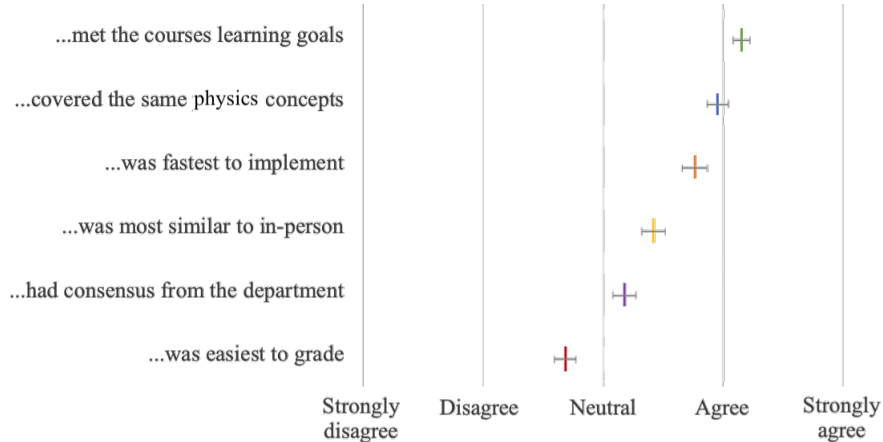 ...met the courses learning goals
...covered the same physics concepts
...was fastest to implement
...was most similar to in-person
...had consensus from the department
...was easiest to grade
Strongly disagree
Disagree
Neutral
Agree
Strongly agree